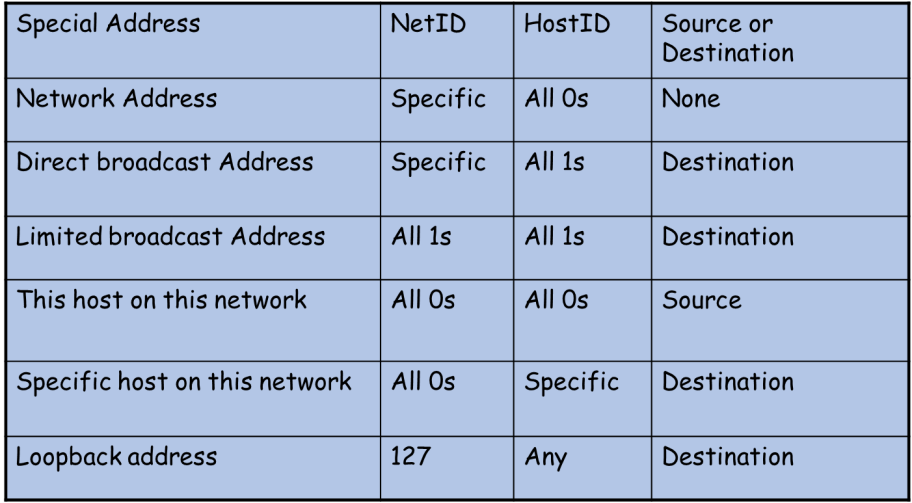 Special Address NetID HostID Source or
Destination
Network Address Specific All 0s None
Direct broadcast Address Specific All 1s Destination
Limited broadcast Address All 1s All 1s Destination
This host on this network All 0s All 0s Source
Specific host on this network All 0s Specific Destination
Loopback address 127 Any Destination